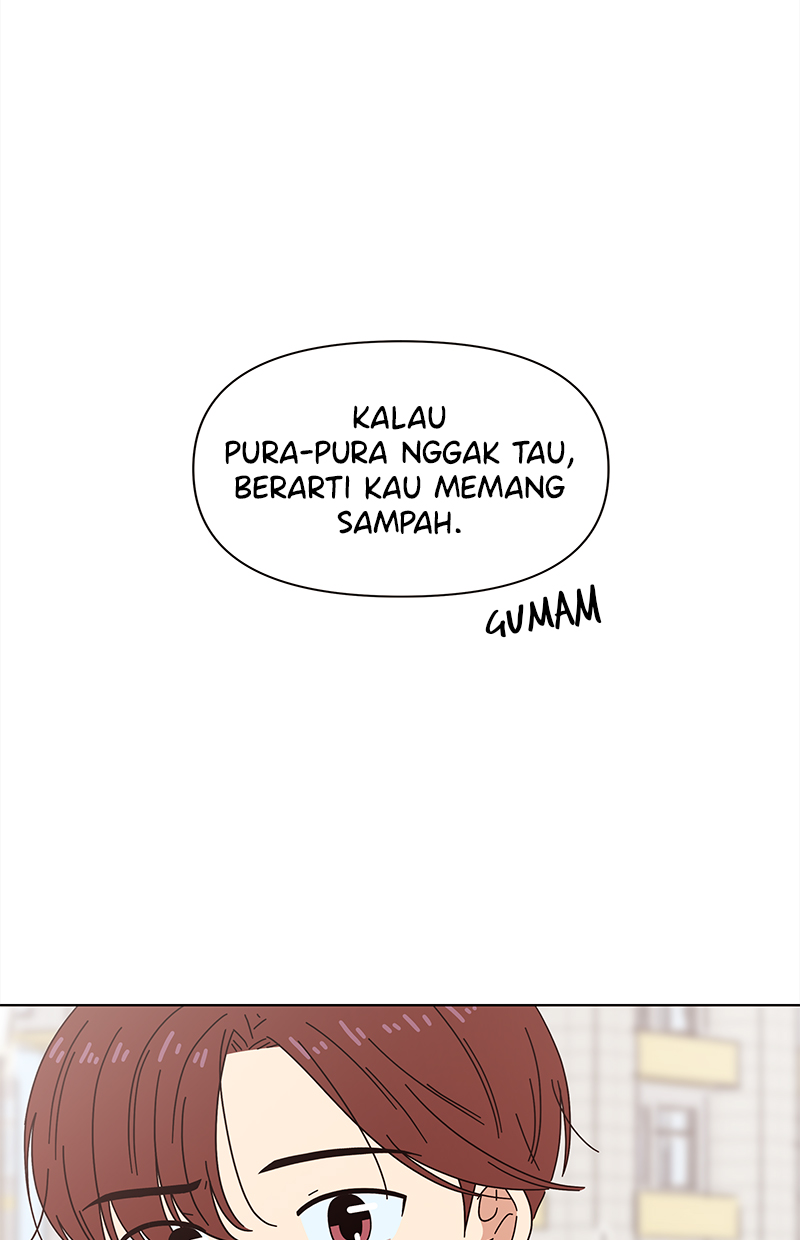 KALAU
PURA-PURA NGGAK TAU,
BERARTI KAU MEMANG
SAMPAH.
GUMAM